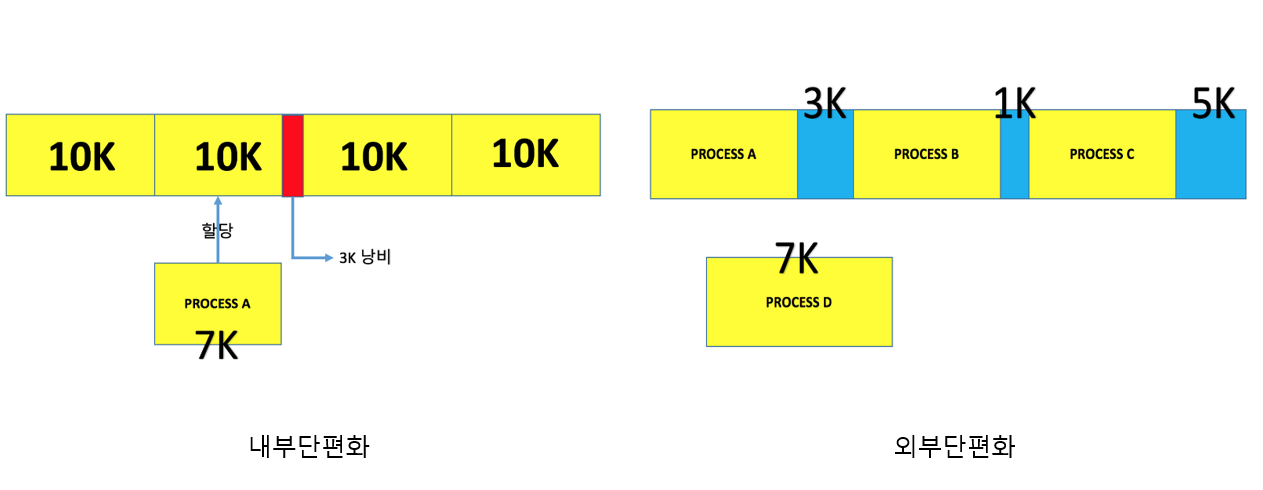 10K
10K
10K
10K
할당
3K 낭비
PROCESS A
7K
내부단편화
3K
1K
5K
PROCESS A
PROCESS B
PROCESS C
7K
PROCESS D
외부단편화